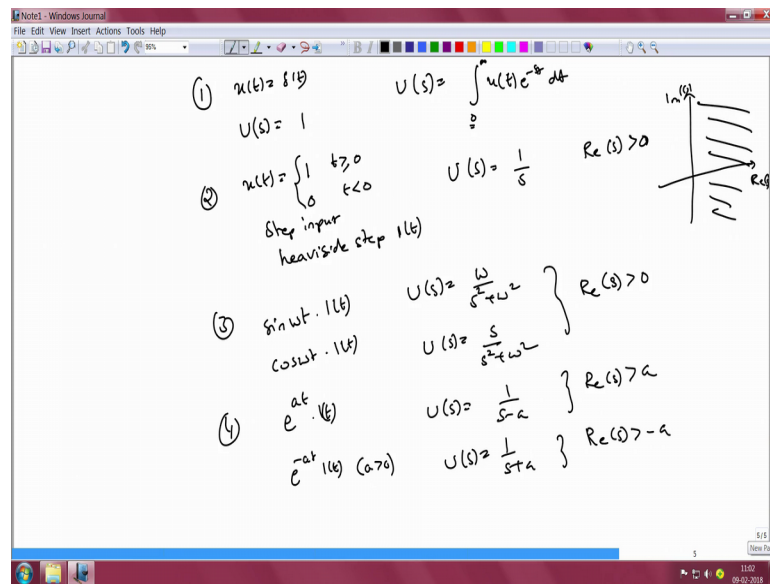 Note1 - Windows Journal
File Edit View Insert Actions Tools Help
95%
① u(t) = δ(t)    U(s) = ∫₀^∞ u(t) e^{-st} dt
U(s) = 1
② u(t) = { 1 t ≥ 0    U(s) = 1/s    Re(s) > 0
0 t < 0
Step input
heaviside step 1(t)
Im(s)
Re(s)
③ sin ωt · 1(t)    U(s) = ω/(s² + ω²)    } Re(s) > 0
cos ωt · 1(t)    U(s) = s/(s² + ω²)
④ e^{at} · 1(t)    U(s) = 1/(s-a)    } Re(s) > a
e^{-at} 1(t) (a>0)    U(s) = 1/(s+a)    } Re(s) > -a
5/5
New Pa
5
11:02
09-02-2018